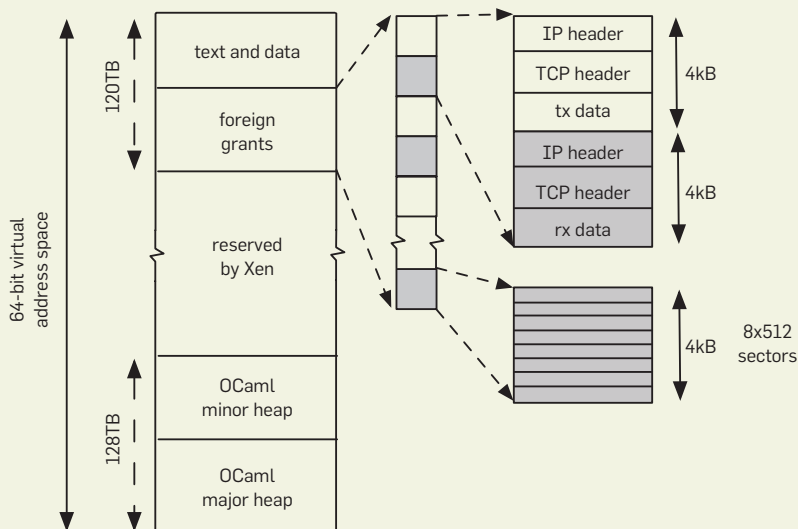 64-bit virtual
address space
120TB
128TB
text and data
foreign
grants
reserved
by Xen
OCaml
minor heap
OCaml
major heap
IP header
TCP header
tx data
IP header
TCP header
rx data
4kB
4kB
4kB
8x512
sectors